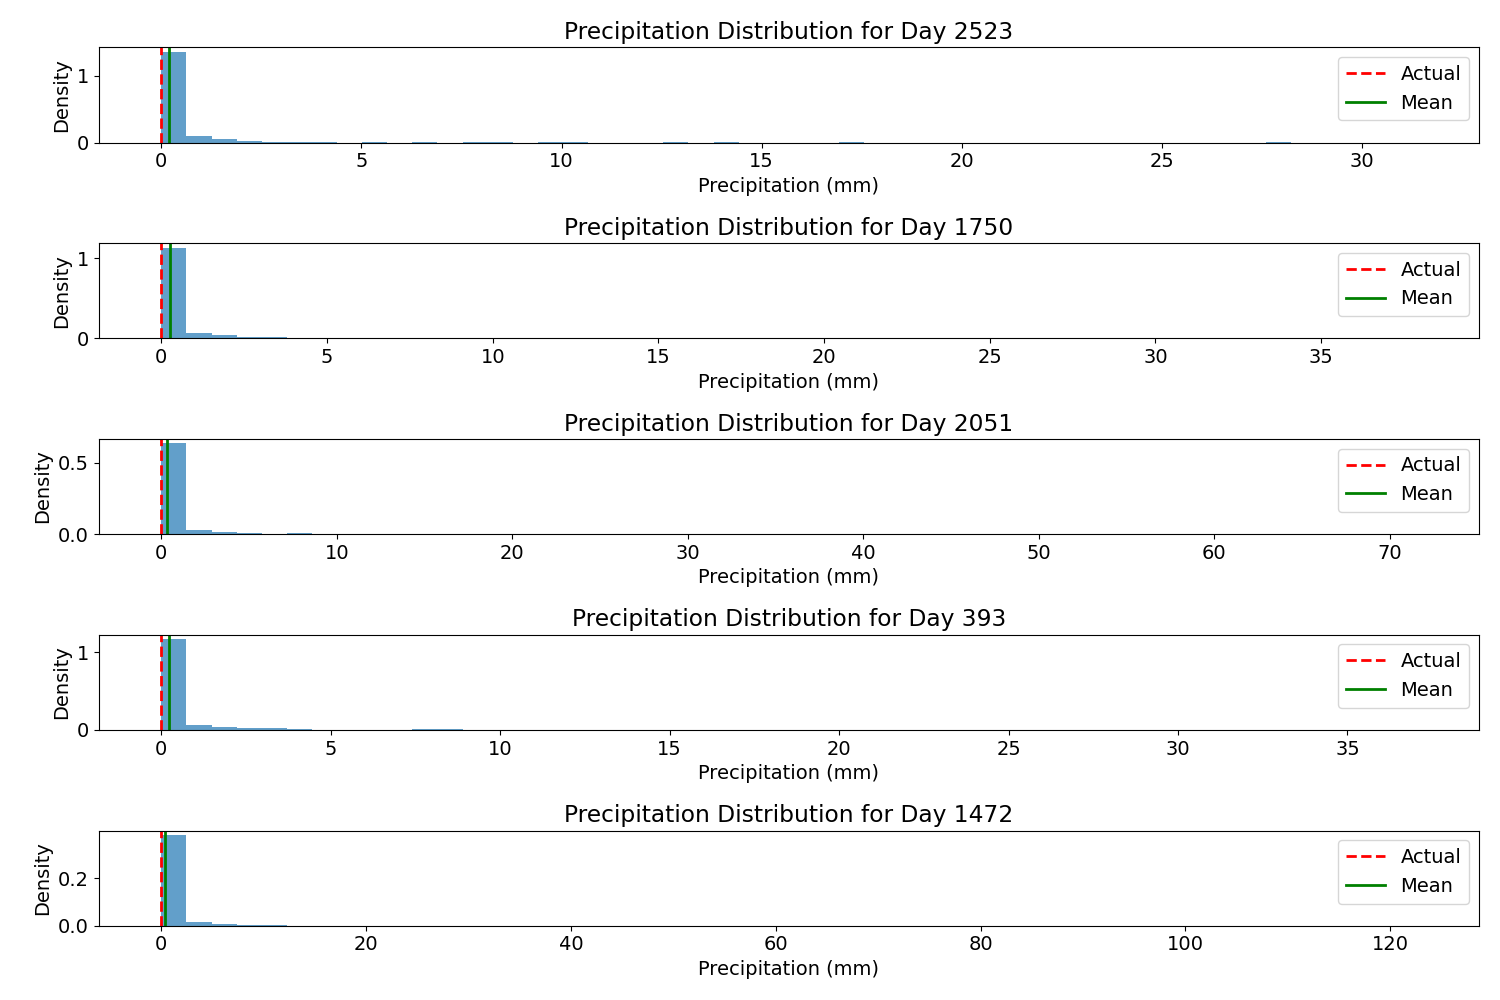 Precipitation Distribution for Day 2523
Density
1
0
Actual
Mean
0 5 10 15 20 25 30
Precipitation (mm)
Precipitation Distribution for Day 1750
Density
1
0
Actual
Mean
0 5 10 15 20 25 30 35
Precipitation (mm)
Precipitation Distribution for Day 2051
Density
0.5
0.0
Actual
Mean
0 10 20 30 40 50 60 70
Precipitation (mm)
Precipitation Distribution for Day 393
Density
1
0
Actual
Mean
0 5 10 15 20 25 30 35
Precipitation (mm)
Precipitation Distribution for Day 1472
Density
0.2
0.0
Actual
Mean
0 20 40 60 80 100 120
Precipitation (mm)